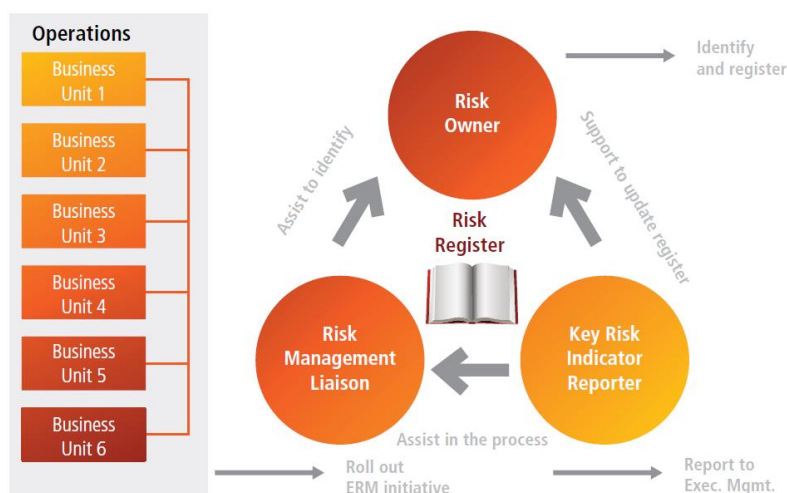 Operations
Business
Unit 1
Business
Unit 2
Business
Unit 3
Business
Unit 4
Business
Unit 5
Business
Unit 6
Risk
Owner
Identify
and register
Assist to identify
Support to update register
Risk
Register
Risk
Management
Liaison
Key Risk
Indicator
Reporter
Assist in the process
Roll out
ERM initiative
Report to
Exec. Mgmt.